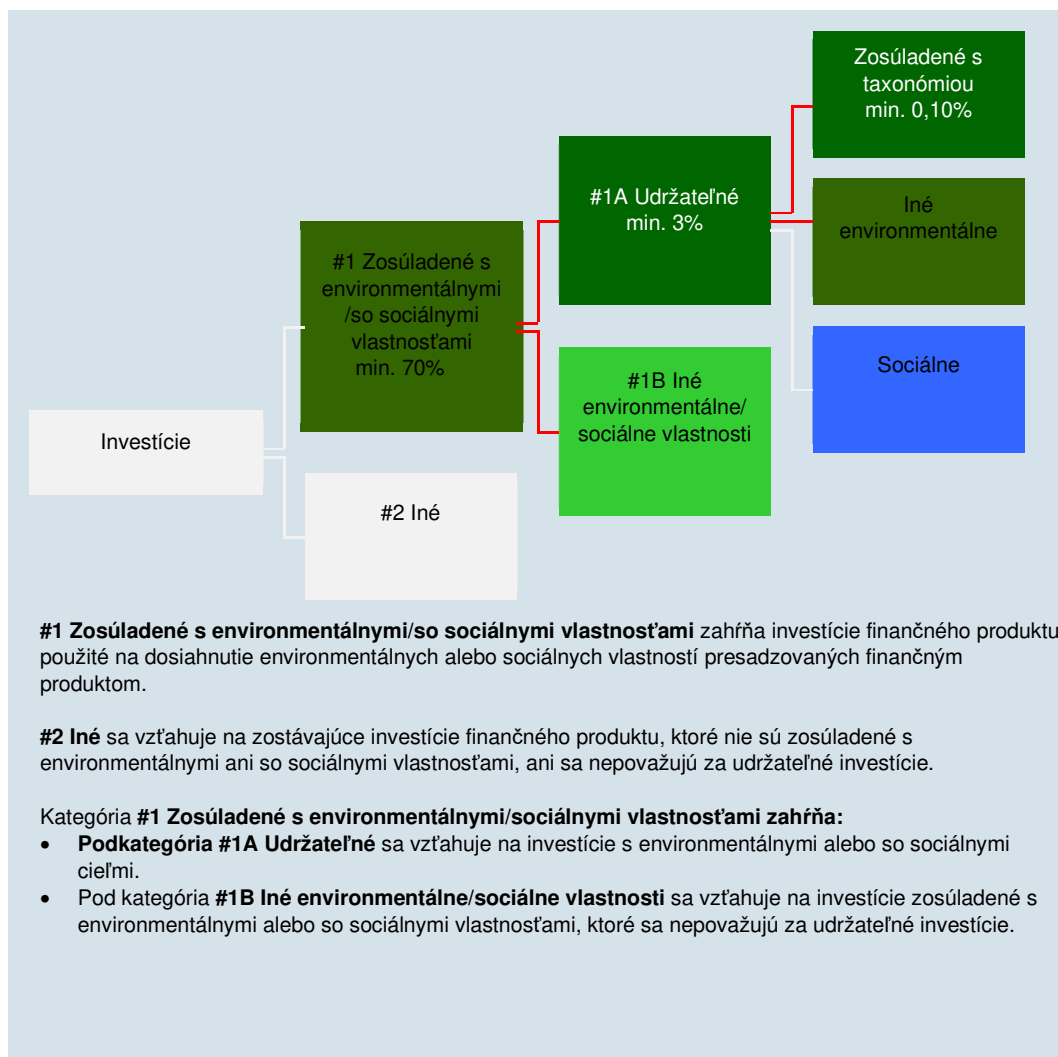 Investície
#1 Zosúladené s
environmentálnymi
/so sociálnymi
vlastnosťami
min. 70%
#2 Iné
#1A Udržateľné
min. 3%
#1B Iné
environmentálne/
sociálne vlastnosti
Zosúladené s
taxonómiou
min. 0,10%
Iné
environmentálne
Sociálne
#1 Zosúladené s environmentálnymi/so sociálnymi vlastnosťami zahŕňa investície finančného produktu
použité na dosiahnutie environmentálnych alebo sociálnych vlastností presadzovaných finančným
produktom.
#2 Iné sa vzťahuje na zostávajúce investície finančného produktu, ktoré nie sú zosúladené s
environmentálnymi ani so sociálnymi vlastnosťami, ani sa nepovažujú za udržateľné investície.
Kategória #1 Zosúladené s environmentálnymi/sociálnymi vlastnosťami zahŕňa:
• Podkategória #1A Udržateľné sa vzťahuje na investície s environmentálnymi alebo so sociálnymi
cieľmi.
• Pod kategória #1B Iné environmentálne/sociálne vlastnosti sa vzťahuje na investície zosúladené s
environmentálnymi alebo so sociálnymi vlastnosťami, ktoré sa nepovažujú za udržateľné investície.